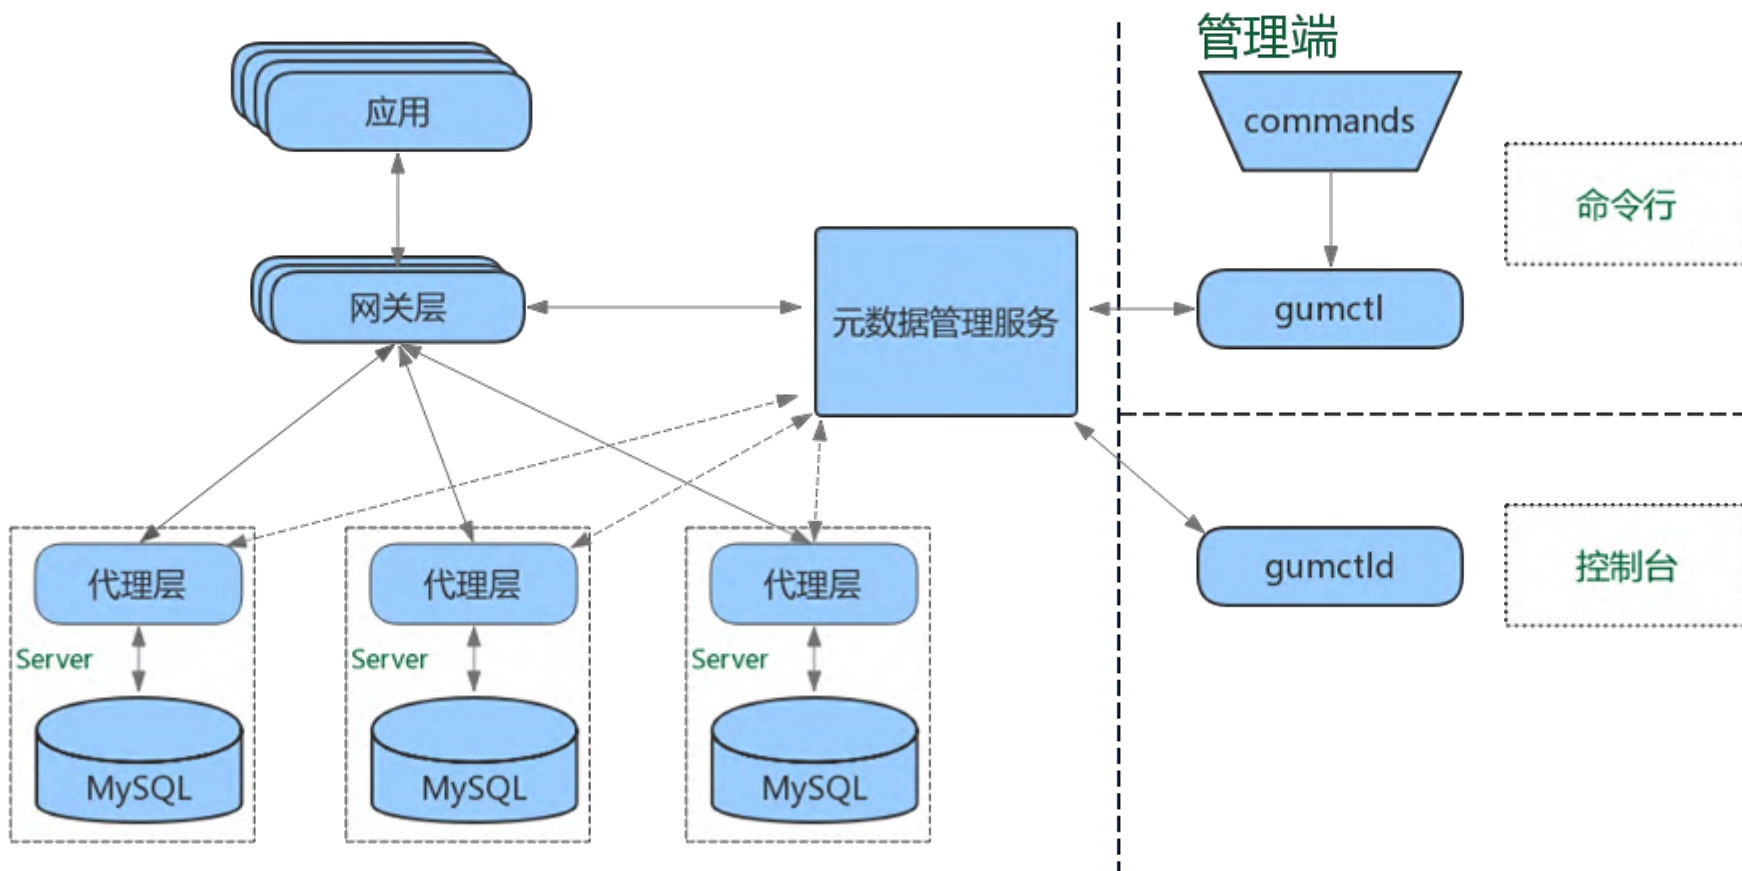 管理端
应用
commands
命令行
网关层
元数据管理服务
gumctl
代理层
代理层
代理层
gumctld
控制台
Server
Server
Server
MySQL
MySQL
MySQL